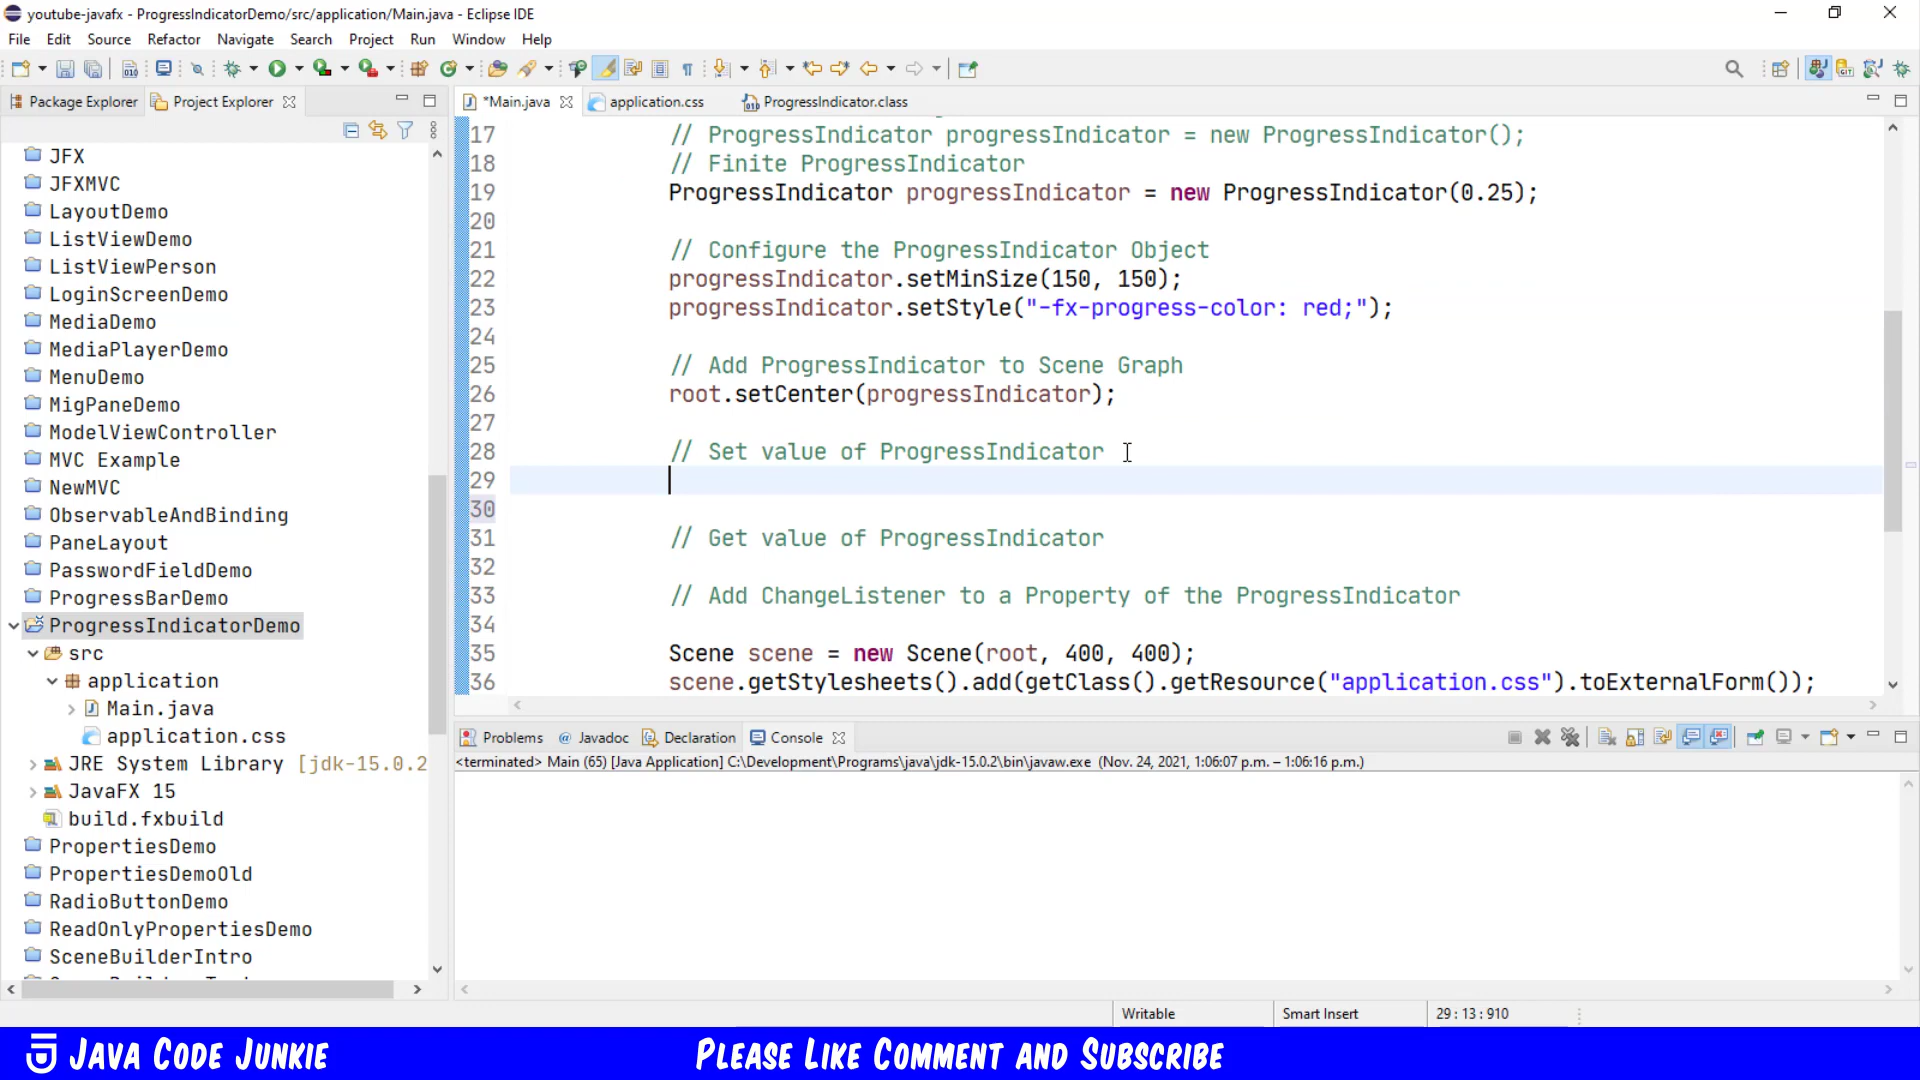 youtube-javafx - ProgressIndicatorDemo/src/application/Main.java - Eclipse IDE
File Edit Source Refactor Navigate Search Project Run Window Help
Package Explorer Project Explorer
*Main.java application.css ProgressIndicator.class
JFX
JFXMVC
LayoutDemo
ListViewDemo
ListViewPerson
LoginScreenDemo
MediaDemo
MediaPlayerDemo
MenuDemo
MigPaneDemo
ModelViewController
MVC Example
NewMVC
ObservableAndBinding
PaneLayout
PasswordFieldDemo
ProgressBarDemo
ProgressIndicatorDemo
src
application
Main.java
application.css
JRE System Library [jdk-15.0.2
JavaFX 15
build.fxbuild
PropertiesDemo
PropertiesDemoOld
RadioButtonDemo
ReadOnlyPropertiesDemo
SceneBuilderIntro
17 // ProgressIndicator progressIndicator = new ProgressIndicator();
18 // Finite ProgressIndicator
19 ProgressIndicator progressIndicator = new ProgressIndicator(0.25);
20
21 // Configure the ProgressIndicator Object
22 progressIndicator.setMinSize(150, 150);
23 progressIndicator.setStyle("-fx-progress-color: red;");
24
25 // Add ProgressIndicator to Scene Graph
26 root.setCenter(progressIndicator);
27
28 // Set value of ProgressIndicator
29
30
31 // Get value of ProgressIndicator
32
33 // Add ChangeListener to a Property of the ProgressIndicator
34
35 Scene scene = new Scene(root, 400, 400);
36 scene.getStylesheets().add(getClass().getResource("application.css").toExternalForm());
Problems @ Javadoc Declaration Console
<terminated> Main (65) [Java Application] C:\Development\Programs\java\jdk-15.0.2\bin\javaw.exe (Nov. 24, 2021, 1:06:07 p.m. – 1:06:16 p.m.)
Writable Smart Insert 29 : 13 : 910
JAVA CODE JUNKIE
PLEASE LIKE COMMENT AND SUBSCRIBE